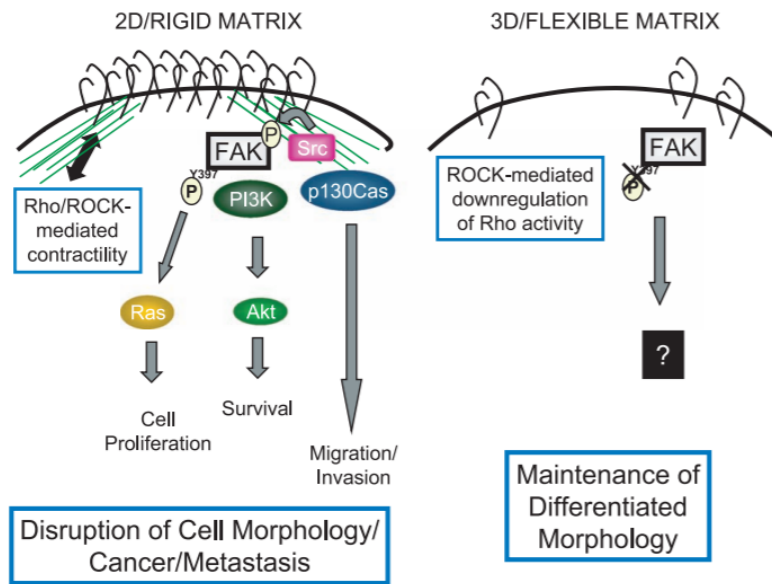 2D/RIGID MATRIX
FAK
P
Src
Y397
P
PI3K
p130Cas
Rho/ROCK-
mediated
contractility
Ras
Akt
Cell
Proliferation
Survival
Migration/
Invasion
Disruption of Cell Morphology/
Cancer/Metastasis
3D/FLEXIBLE MATRIX
FAK
Y397
P
ROCK-mediated
downregulation
of Rho activity
?
Maintenance of
Differentiated
Morphology